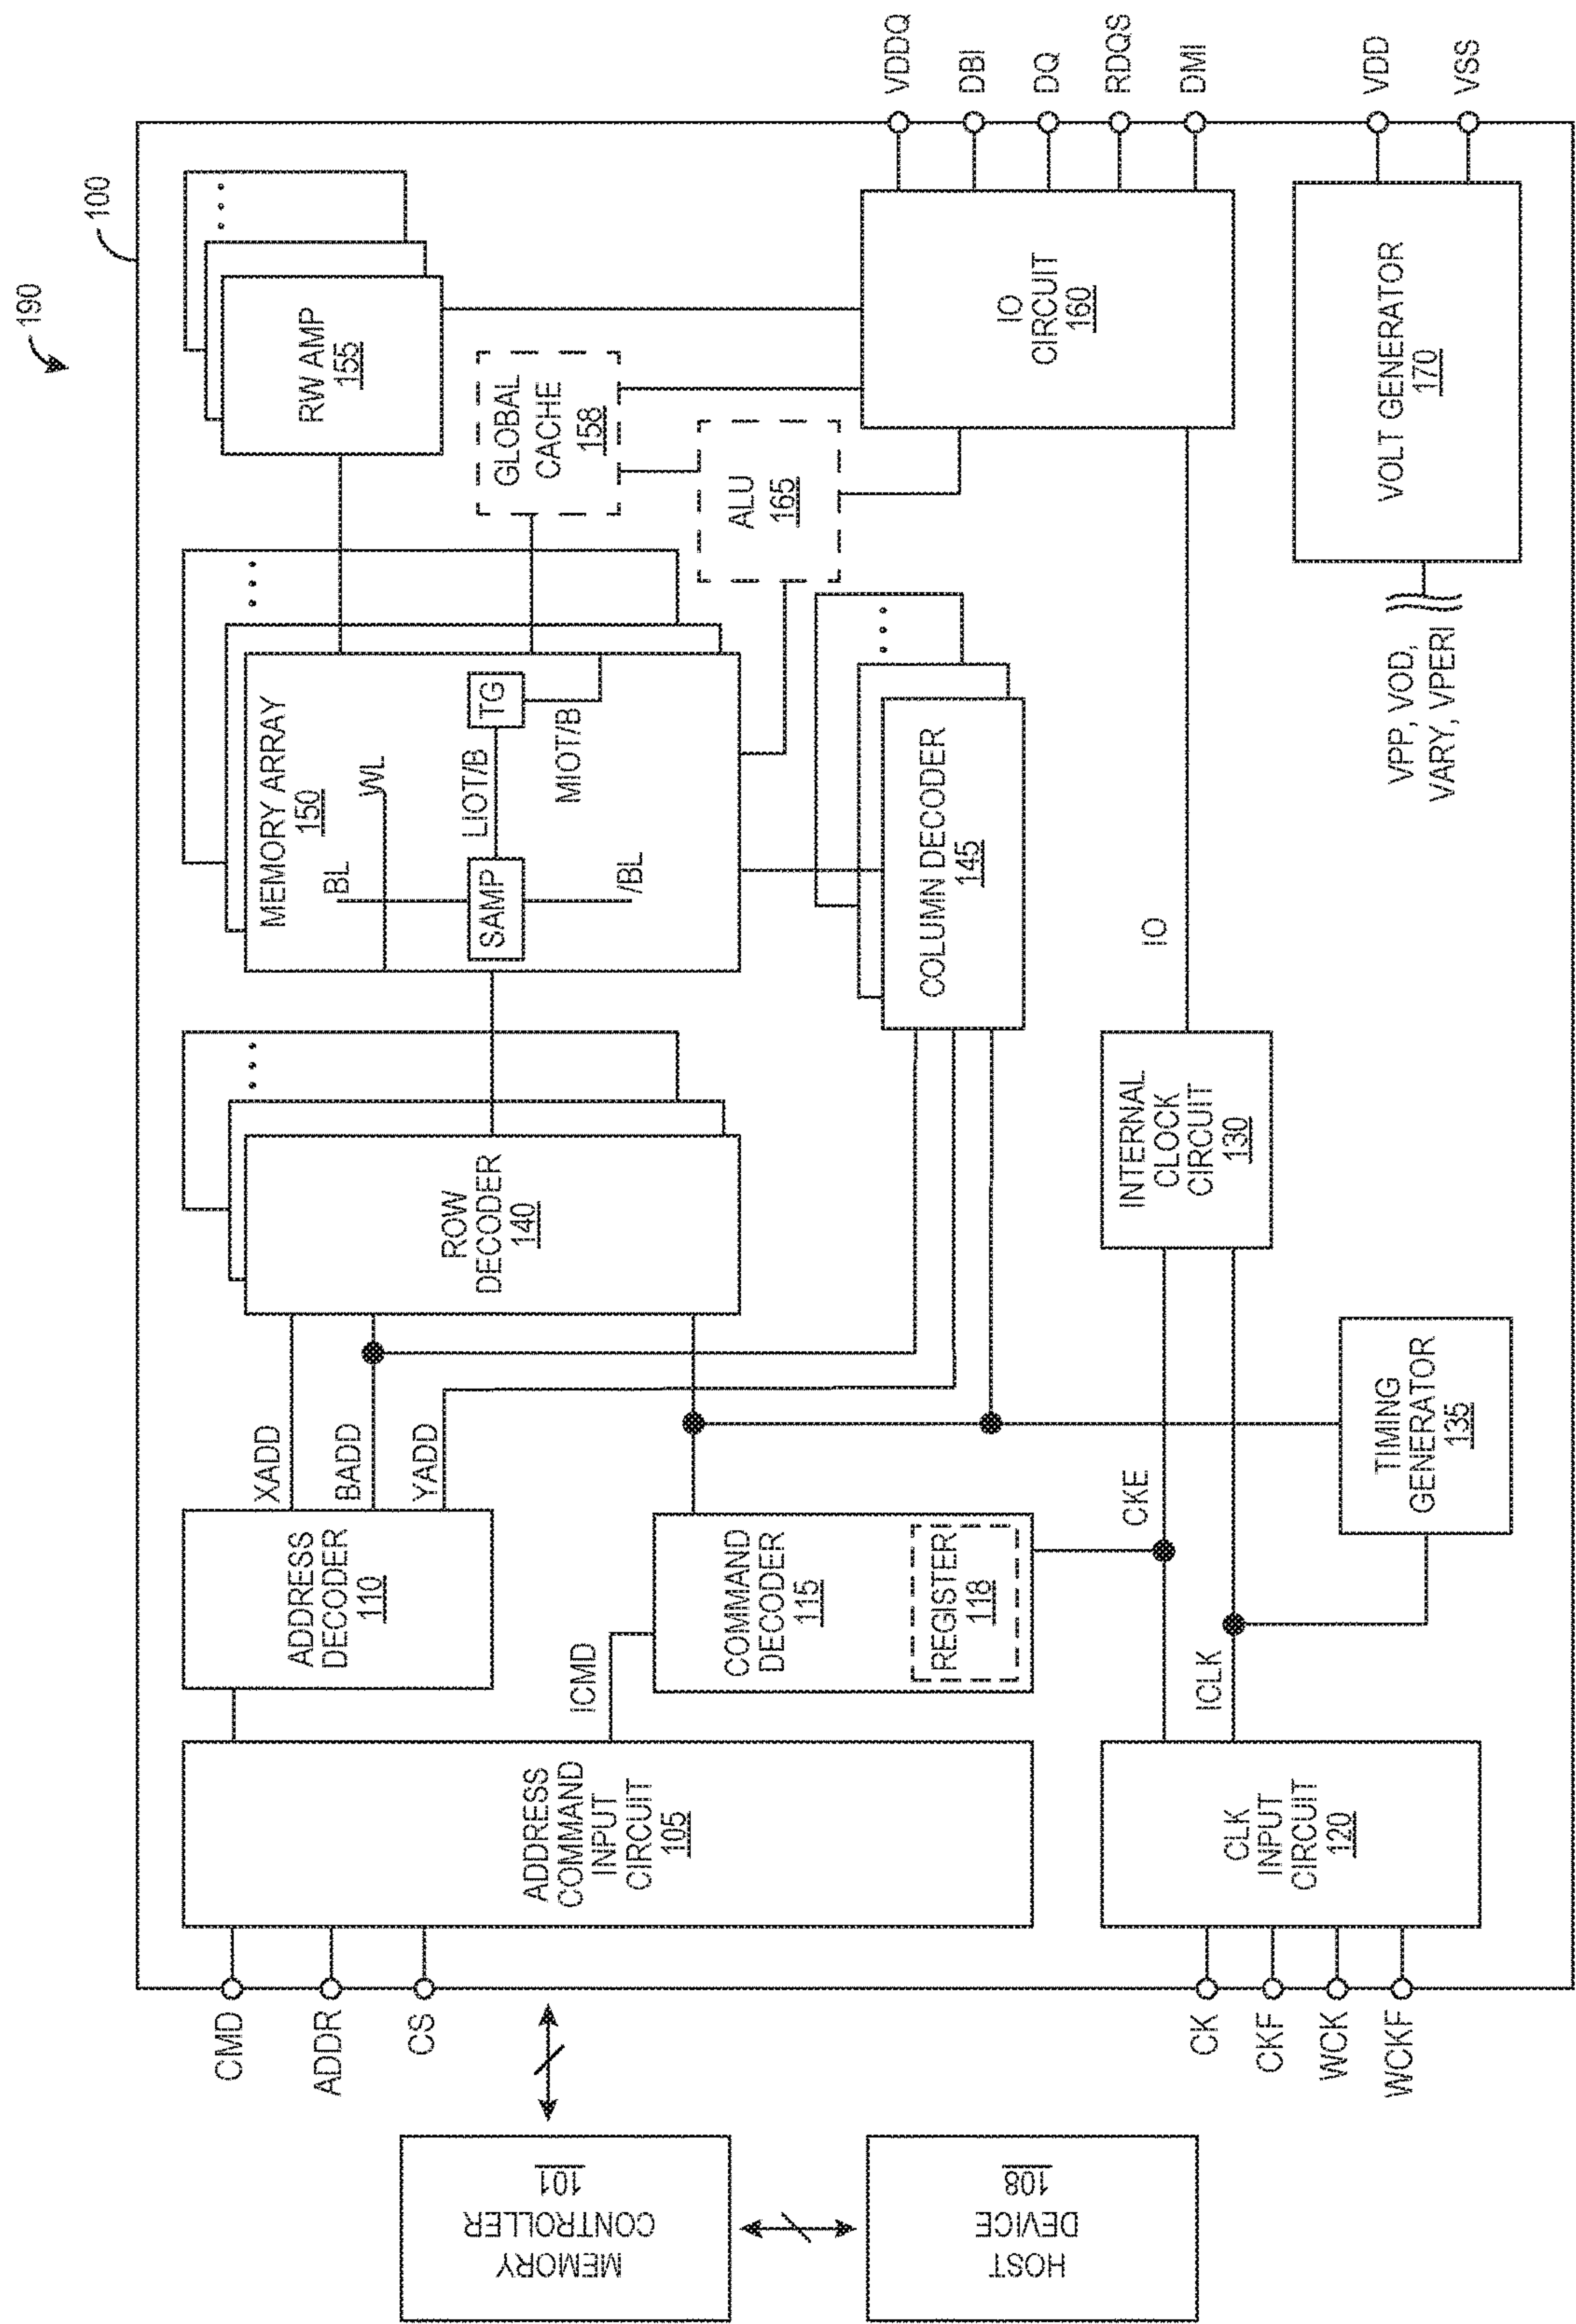 190
100
CMD
ADDR
CS
CK
CKF
WCK
WCKF
MEMORY
CONTROLLER
101
HOST
DEVICE
108
ADDRESS
COMMAND
INPUT
CIRCUIT
105
CLK
INPUT
CIRCUIT
120
ADDRESS
DECODER
110
ICMD
COMMAND
DECODER
115
REGISTER
118
XADD
BADD
YADD
CKE
ICLK
TIMING
GENERATOR
135
ROW
DECODER
140
INTERNAL
CLOCK
CIRCUIT
130
IO
MEMORY ARRAY
150
BL
WL
SAMP
/BL
LIOT/B
TG
MIOT/B
COLUMN DECODER
145
RW AMP
155
GLOBAL
CACHE
158
ALU
165
IO
CIRCUIT
160
VOLT GENERATOR
170
VPP, VOD,
VARY, VPERI
VDDQ
DBI
DQ
RDQS
DMI
VDD
VSS